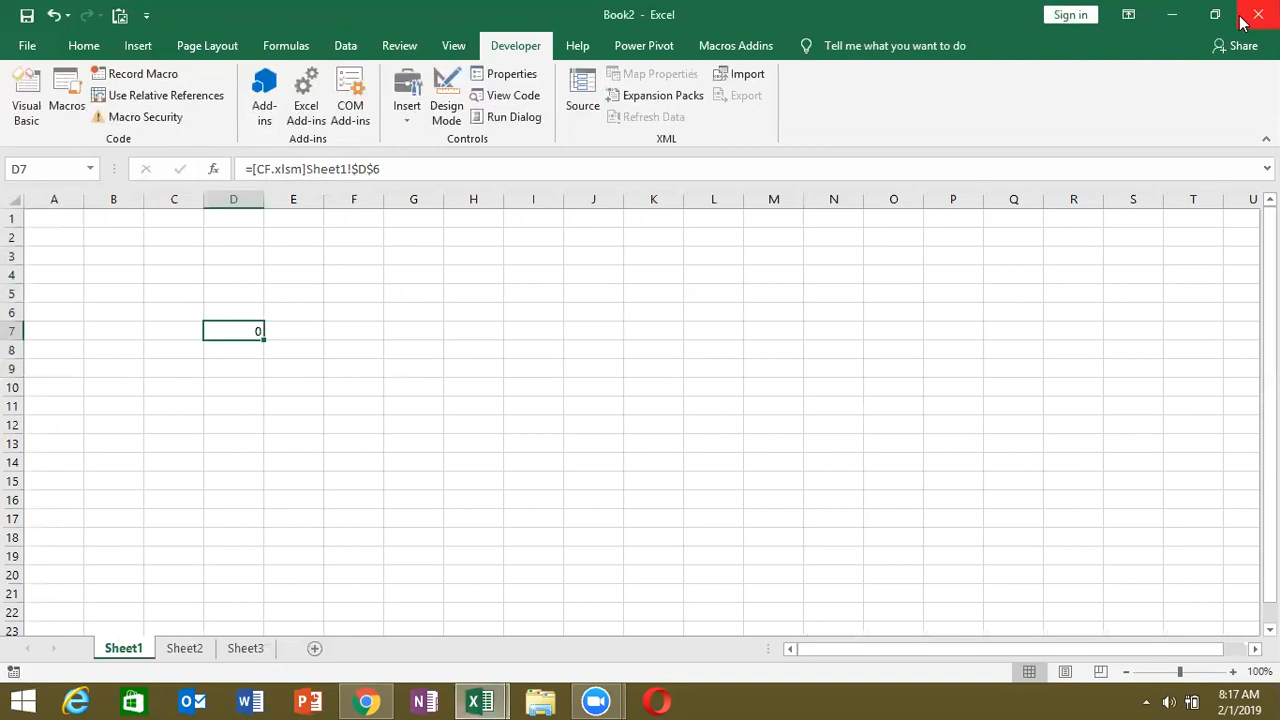 Book2 - Excel
Sign in
File Home Insert Page Layout Formulas Data Review View Developer Help Power Pivot Macros Addins Tell me what you want to do Share
Visual Basic
Macros
Record Macro
Use Relative References
Macro Security
Code
Add-ins
Excel Add-ins
COM Add-ins
Add-ins
Insert
Design Mode
Properties
View Code
Run Dialog
Controls
Source
Map Properties
Expansion Packs
Refresh Data
Import
Export
XML
D7 fx =[CF.xlsm]Sheet1!$D$6
A B C D E F G H I J K L M N O P Q R S T U
1
2
3
4
5
6
7 0
8
9
10
11
12
13
14
15
16
17
18
19
20
21
22
23
Sheet1 Sheet2 Sheet3
100%
8:17 AM
2/1/2019